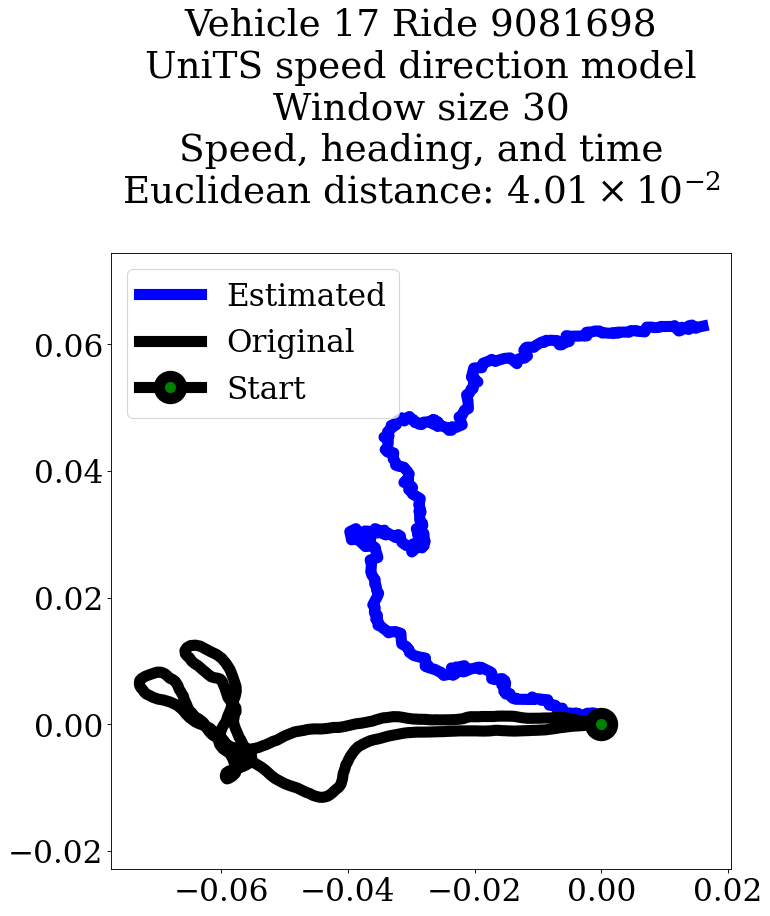 Vehicle 17 Ride 9081698
UniTS speed direction model
Window size 30
Speed, heading, and time
Euclidean distance: 4.01 × 10⁻²
Estimated
Original
Start
0.06
0.04
0.02
0.00
−0.02
−0.06 −0.04 −0.02 0.00 0.02